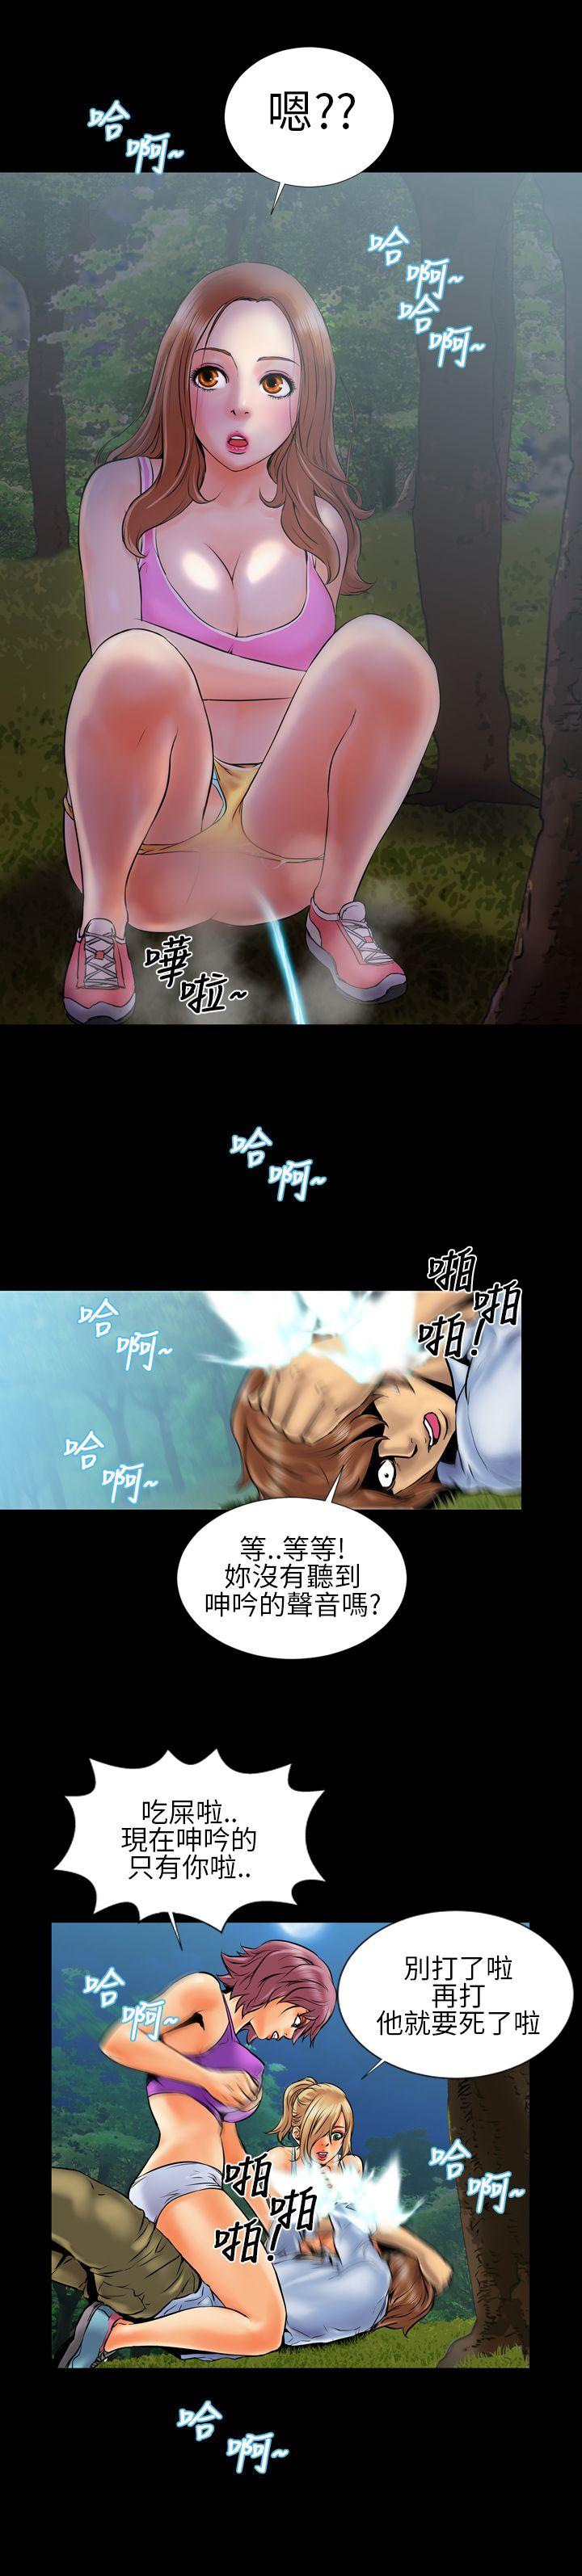 嗯??
哈
啊~
哈
啊~
哈
啊~
嘩
啦~
哈
啊~
啪
啪
啪!
哈
啊~
哈
啊~
等..等等!
妳沒有聽到
呻吟的聲音嗎?
吃屎啦..
現在呻吟的
只有你啦..
別打了啦
再打
他就要死了啦
哈
啊~
哈
啊~
啪
啪
啪!
哈
啊~